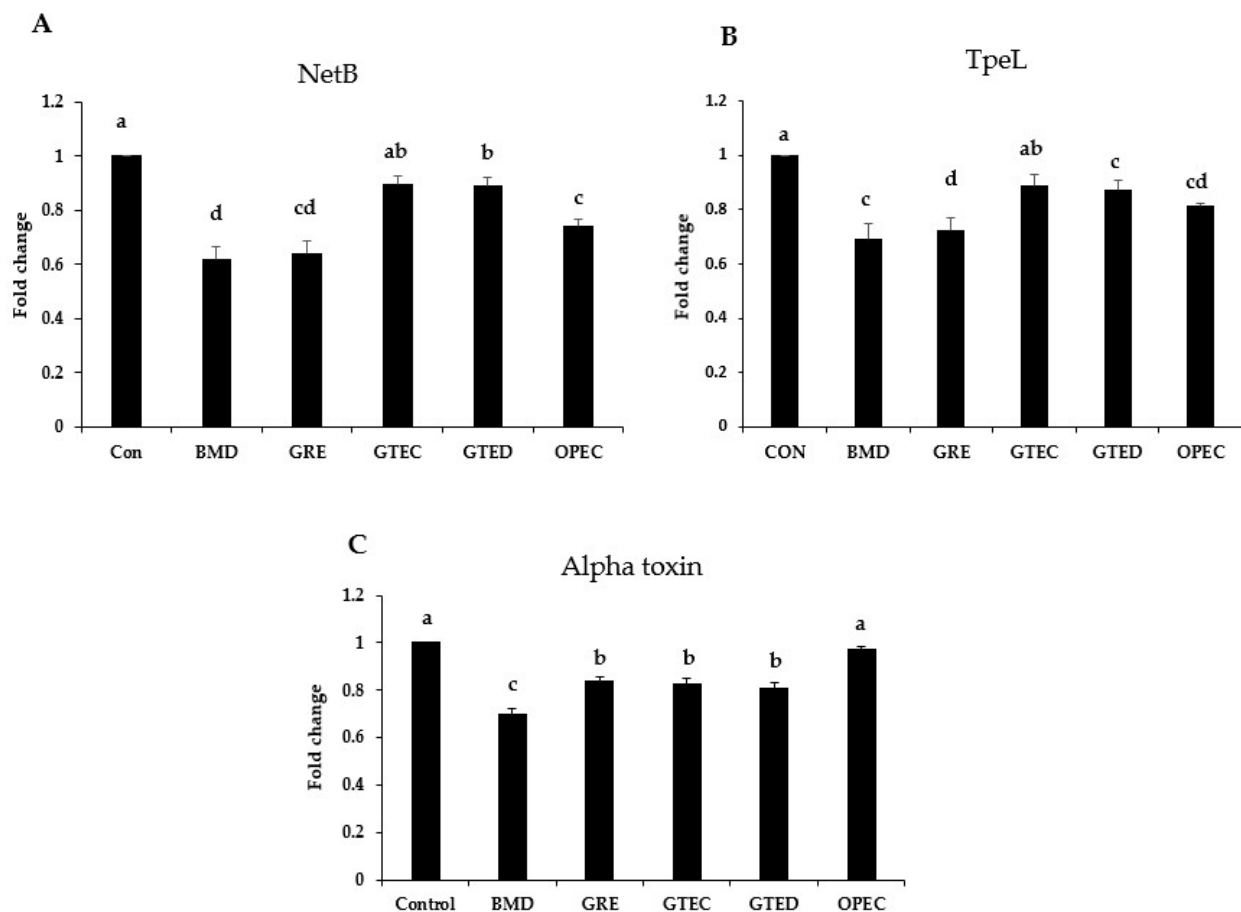 A
NetB
Fold change
1.2
1
0.8
0.6
0.4
0.2
0
a
d
cd
ab
b
c
Con BMD GRE GTEC GTED OPEC
B
TpeL
Fold change
1.2
1
0.8
0.6
0.4
0.2
0
a
c
d
ab
c
cd
CON BMD GRE GTEC GTED OPEC
C
Alpha toxin
Fold change
1.2
1
0.8
0.6
0.4
0.2
0
a
c
b
b
b
a
Control BMD GRE GTEC GTED OPEC